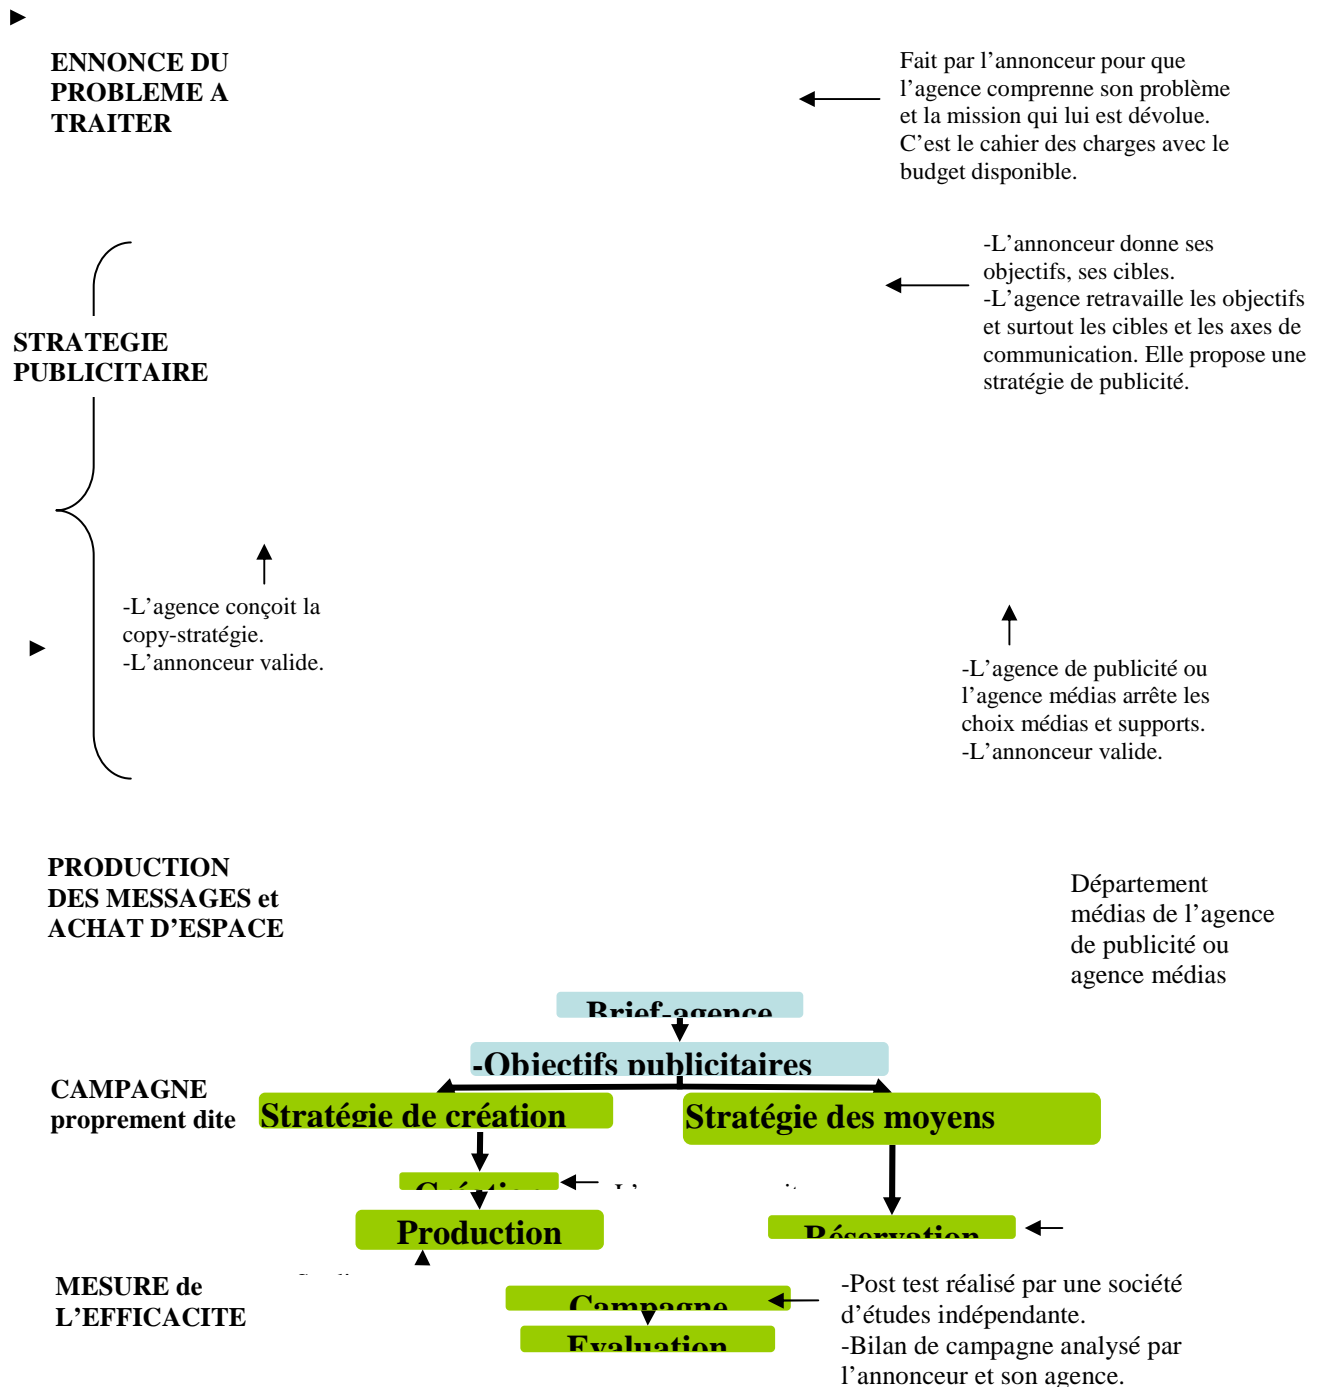 ENNONCE DU
PROBLEME A
TRAITER
Fait par l’annonceur pour que
l’agence comprenne son problème
et la mission qui lui est dévolue.
C’est le cahier des charges avec le
budget disponible.
-L’annonceur donne ses
objectifs, ses cibles.
-L’agence retravaille les objectifs
et surtout les cibles et les axes de
communication. Elle propose une
stratégie de publicité.
STRATEGIE
PUBLICITAIRE
-L’agence conçoit la
copy-stratégie.
-L’annonceur valide.
-L’agence de publicité ou
l’agence médias arrête les
choix médias et supports.
-L’annonceur valide.
PRODUCTION
DES MESSAGES et
ACHAT D’ESPACE
Département
médias de l’agence
de publicité ou
agence médias
Brief-agence
-Objectifs publicitaires
CAMPAGNE
proprement dite
Stratégie de création
Stratégie des moyens
Création
Production
Réservation
MESURE de
L’EFFICACITE
Campagne
Evaluation
-Post test réalisé par une société
d’études indépendante.
-Bilan de campagne analysé par
l’annonceur et son agence.